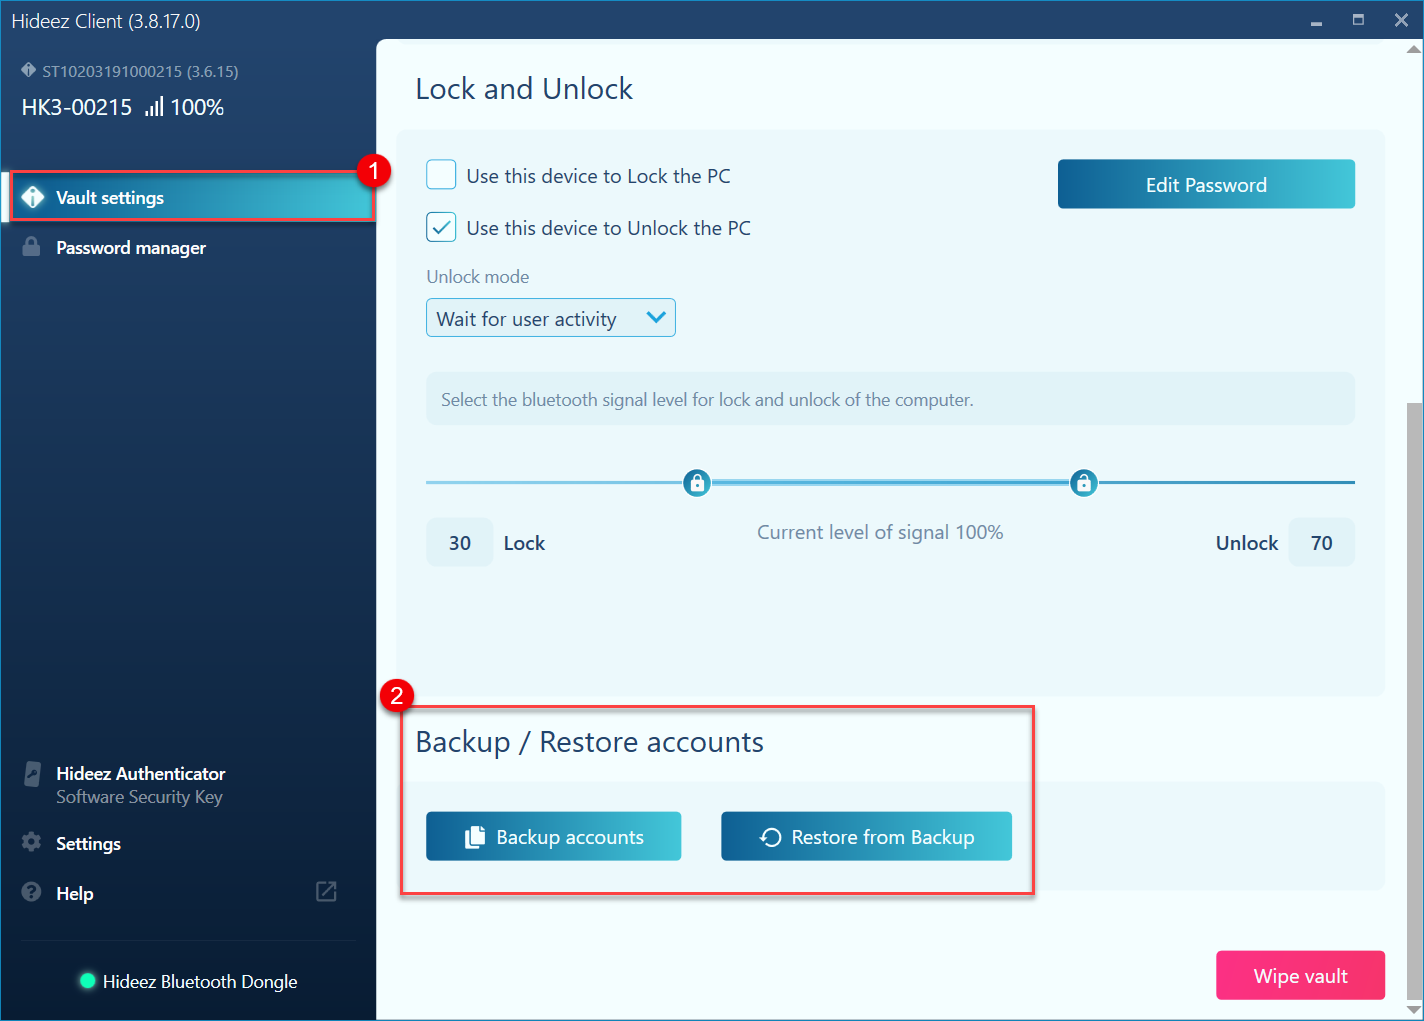 Hideez Client (3.8.17.0)
ST10203191000215 (3.6.15)
HK3-00215 100%
1
Vault settings
Password manager
Hideez Authenticator
Software Security Key
Settings
Help
Hideez Bluetooth Dongle
Lock and Unlock
Use this device to Lock the PC
Edit Password
Use this device to Unlock the PC
Unlock mode
Wait for user activity
Select the bluetooth signal level for lock and unlock of the computer.
30 Lock
Current level of signal 100%
Unlock 70
2
Backup / Restore accounts
Backup accounts
Restore from Backup
Wipe vault